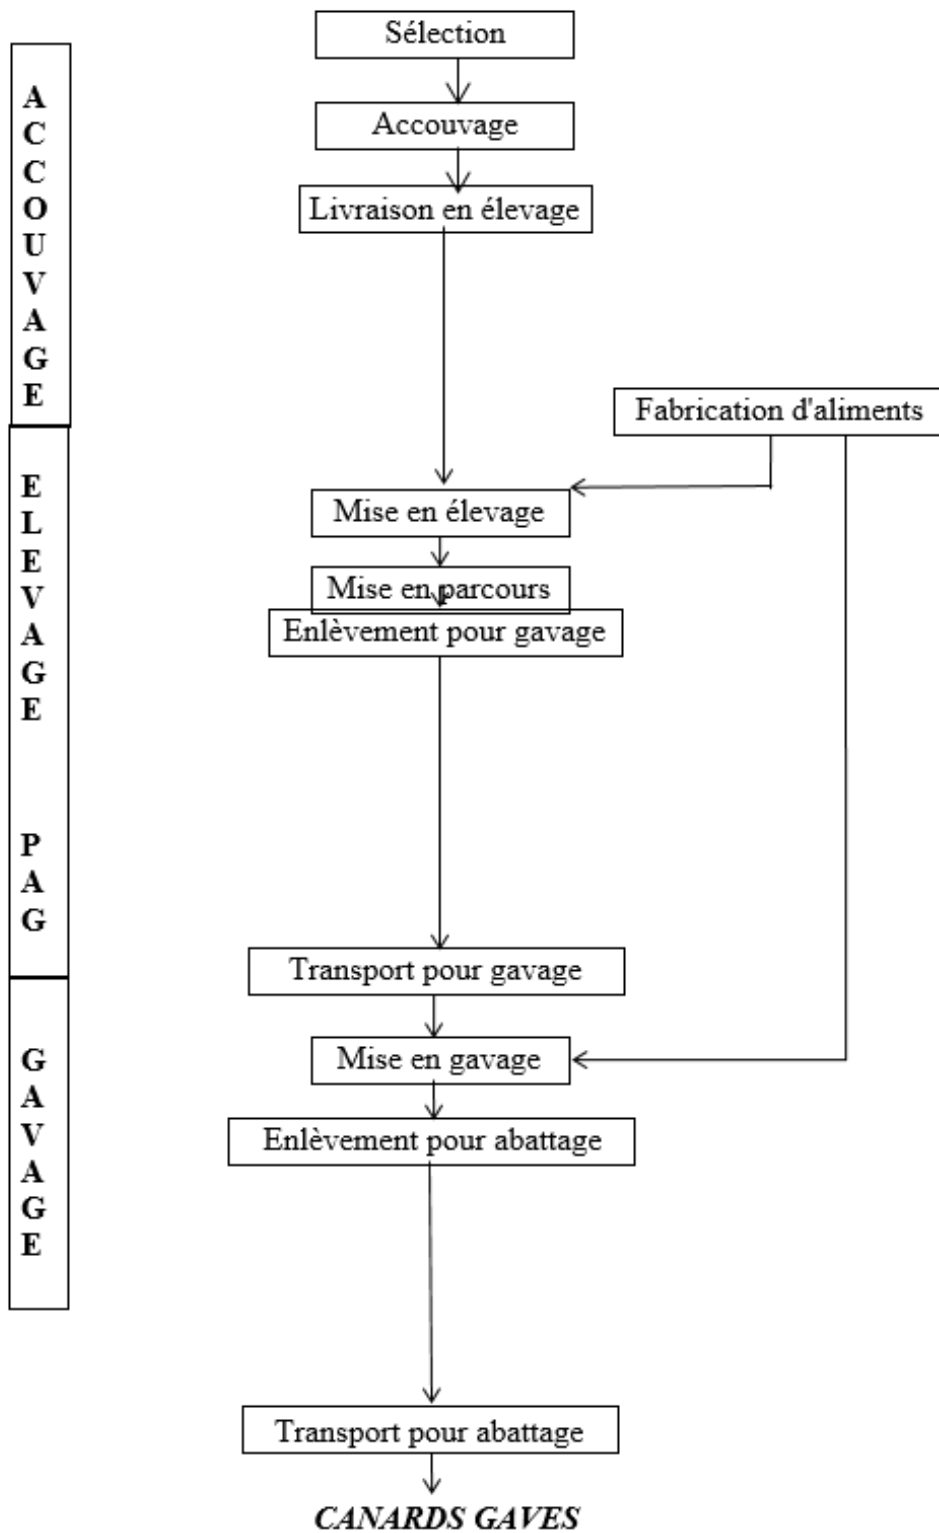 Sélection
Accouvage
Livraison en élevage
ACCOUVAGE
Fabrication d'aliments
Mise en élevage
Mise en parcours
Enlèvement pour gavage
ELEVAGE PAG
Transport pour gavage
Mise en gavage
Enlèvement pour abattage
GAVAGE
Transport pour abattage
CANARDS GAVES